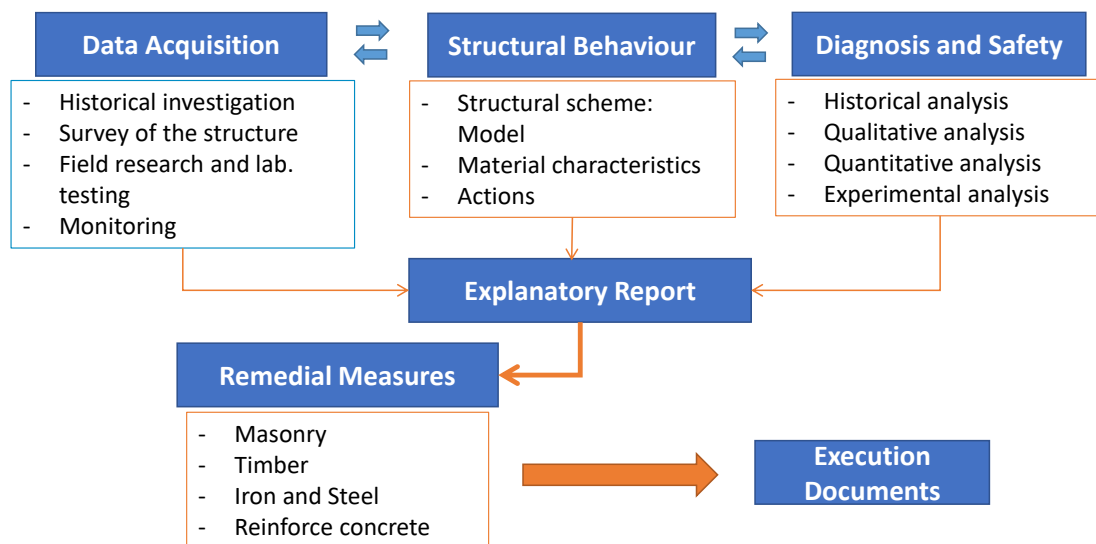 Data Acquisition
- Historical investigation
- Survey of the structure
- Field research and lab.
testing
- Monitoring
Structural Behaviour
- Structural scheme:
Model
- Material characteristics
- Actions
Diagnosis and Safety
- Historical analysis
- Qualitative analysis
- Quantitative analysis
- Experimental analysis
Explanatory Report
Remedial Measures
- Masonry
- Timber
- Iron and Steel
- Reinforce concrete
Execution
Documents